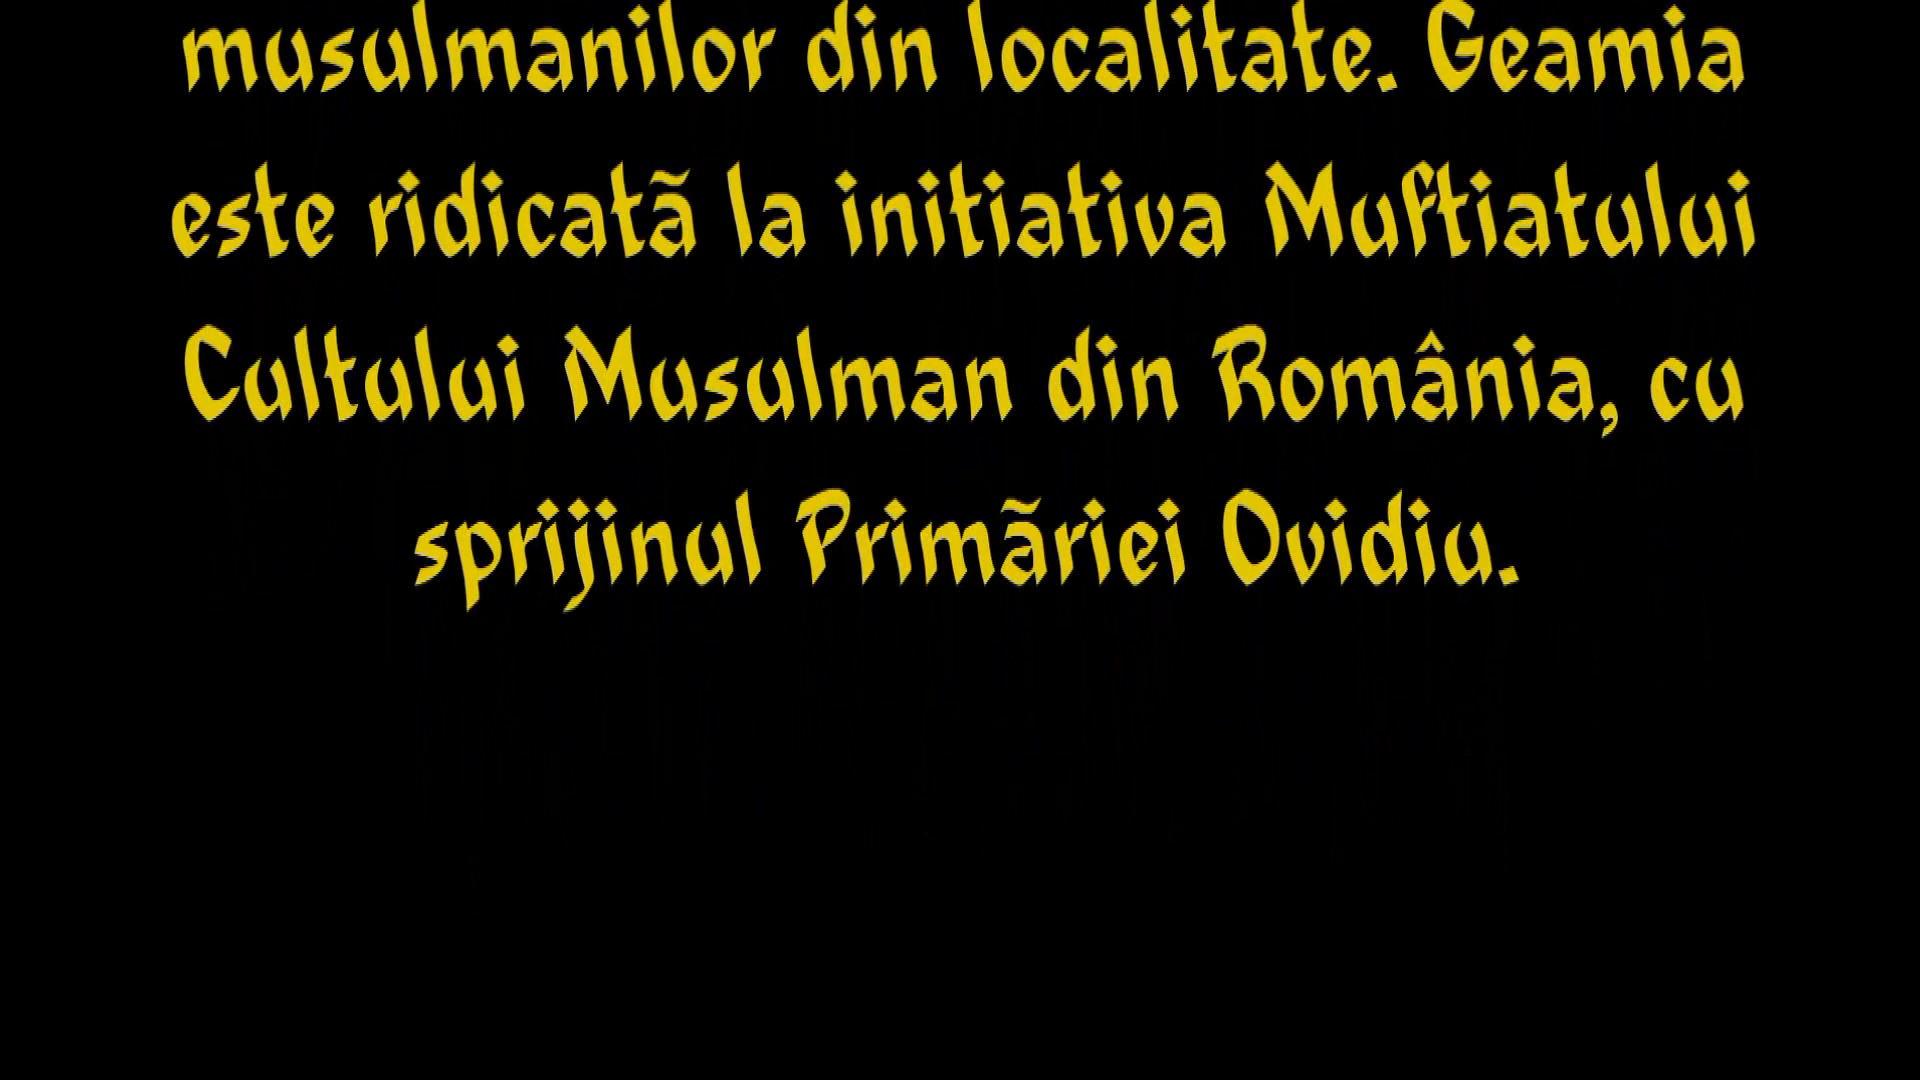 musulmanilor din localitate. Geamia
este ridicatã la initiativa Muftiatului
Cultului Musulman din România, cu
sprijinul Primãriei Ovidiu.